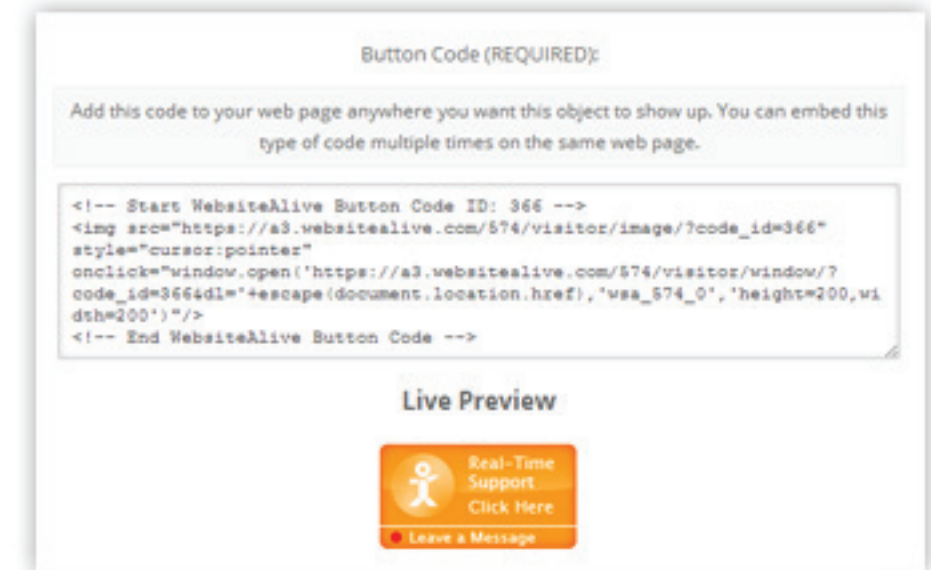 Button Code (REQUIRED):
Add this code to your web page anywhere you want this object to show up. You can embed this
type of code multiple times on the same web page.
<!-- Start WebsiteAlive Button Code ID: 366 -->
<img src="https://a3.websitealive.com/574/visitor/image/?code_id=366"
style="cursor:pointer"
onclick="window.open('https://a3.websitealive.com/574/visitor/window/?
code_id=366&dl='+escape(document.location.href),'wsa_574_0','height=200,wi
dth=200')"/>
<!-- End WebsiteAlive Button Code -->
Live Preview
Real-Time
Support
Click Here
Leave a Message